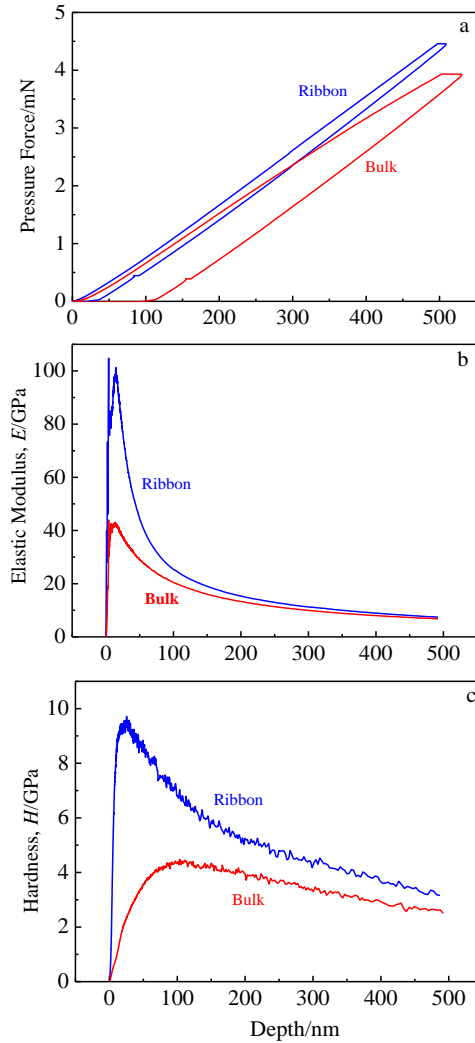 a
5
4
3
2
1
0
Pressure Force/mN
Ribbon
Bulk
0 100 200 300 400 500
b
100
80
60
40
20
0
Elastic Modulus, E/GPa
Ribbon
Bulk
0 100 200 300 400 500
c
10
8
6
4
2
0
Hardness, H/GPa
Ribbon
Bulk
0 100 200 300 400 500
Depth/nm